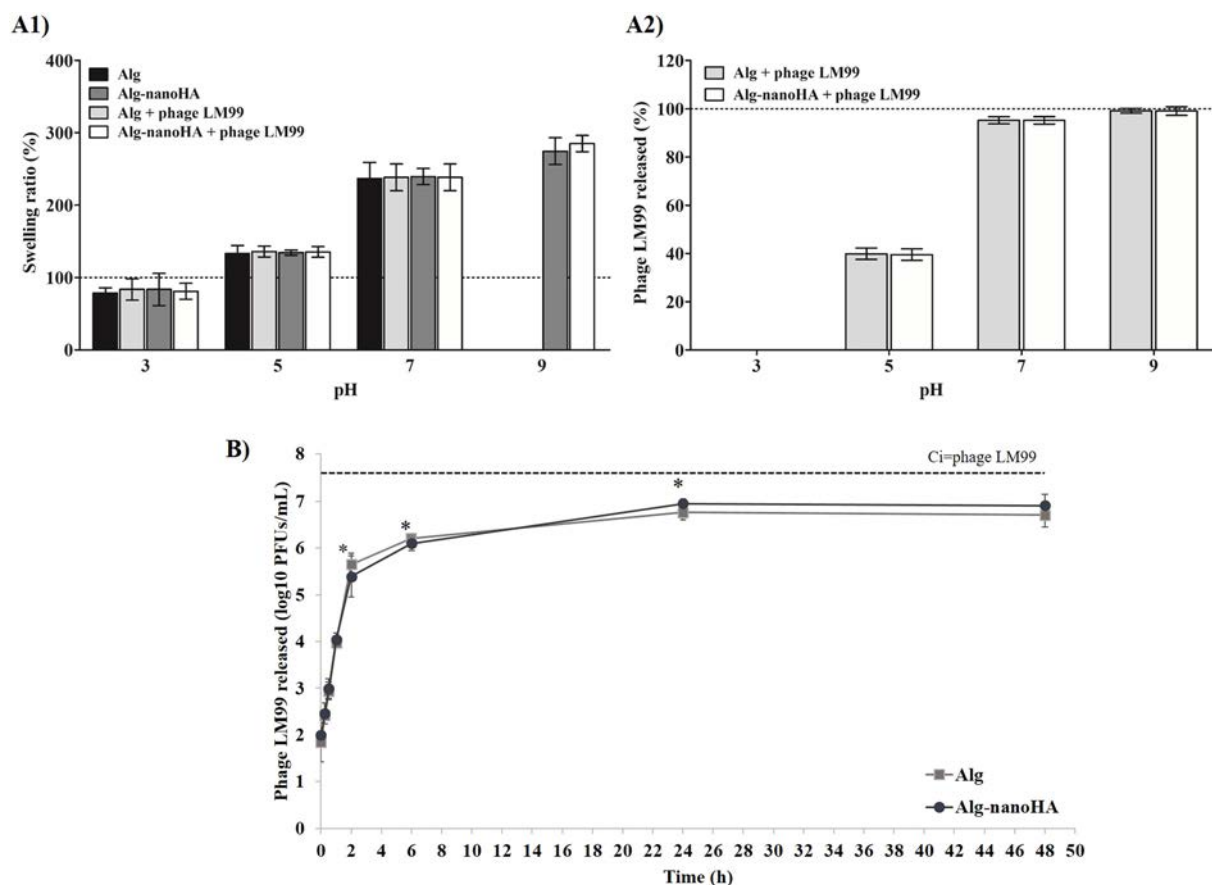 A1)
400
300
200
100
0
Swelling ratio (%)
Alg
Alg-nanoHA
Alg + phage LM99
Alg-nanoHA + phage LM99
3 5 7 9
pH
A2)
120
100
80
60
40
20
0
Phage LM99 released (%)
Alg + phage LM99
Alg-nanoHA + phage LM99
3 5 7 9
pH
B)
8
7
6
5
4
3
2
1
0
Phage LM99 released (log10 PFUs/mL)
Ci=phage LM99
*
*
*
Alg
Alg-nanoHA
0 2 4 6 8 10 12 14 16 18 20 22 24 26 28 30 32 34 36 38 40 42 44 46 48 50
Time (h)